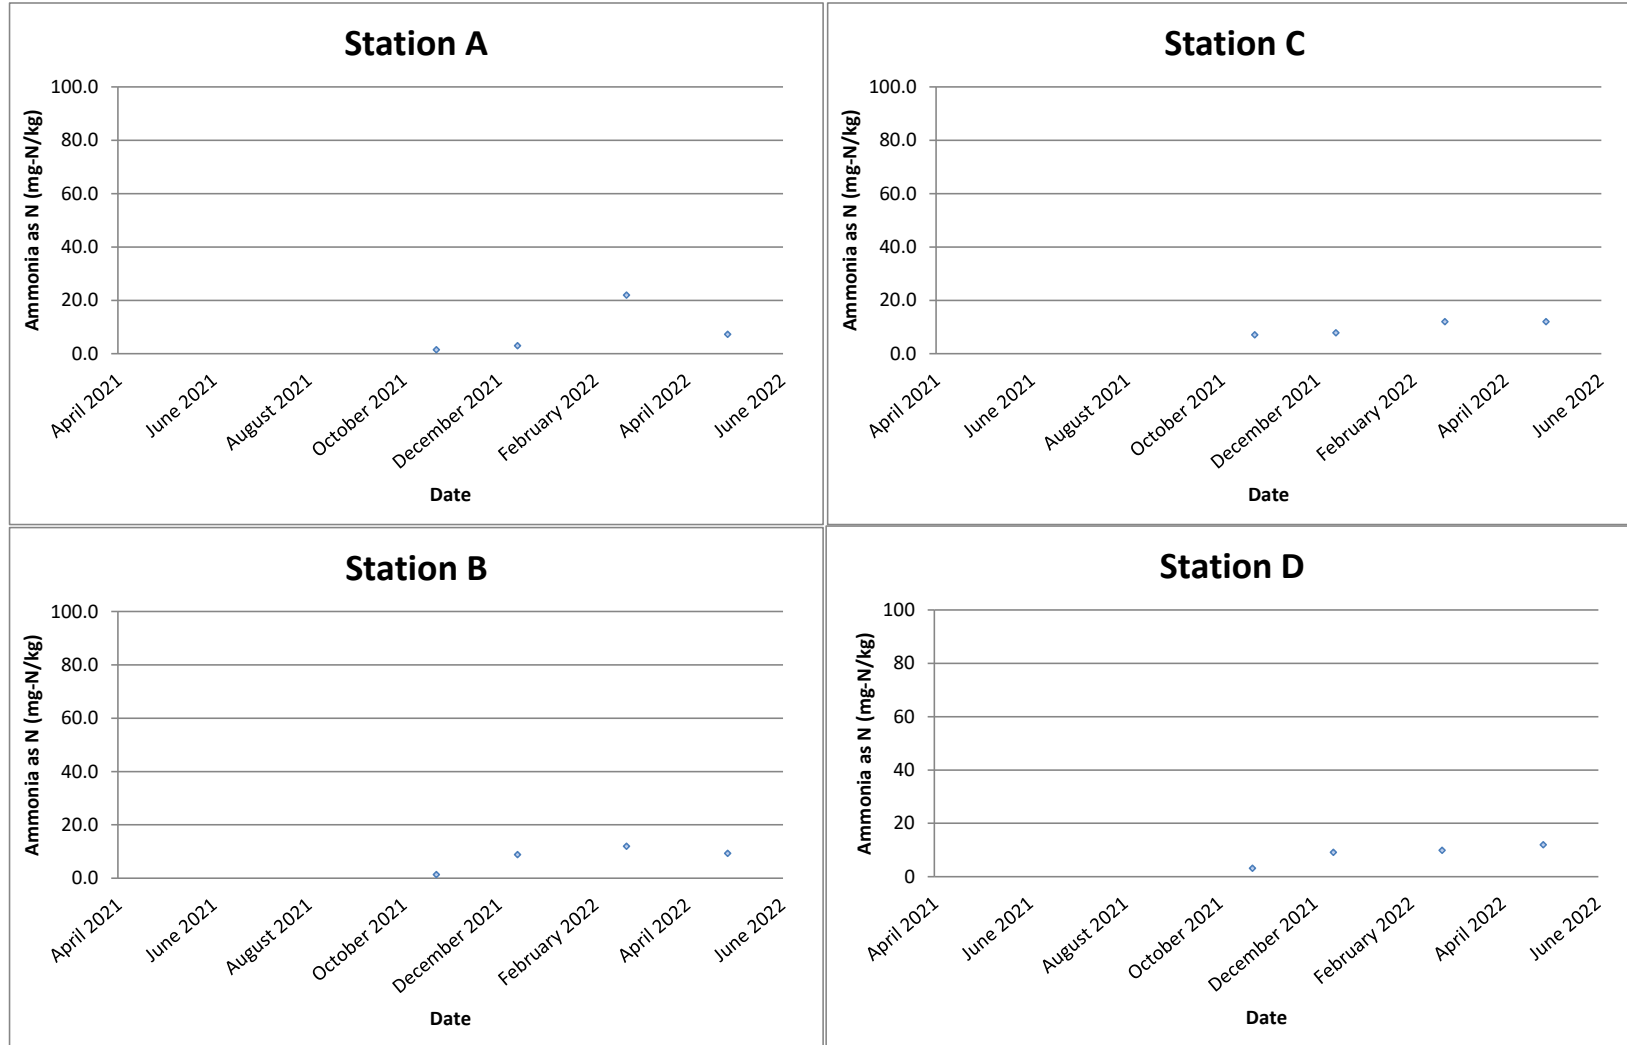 Station A
Ammonia as N (mg-N/kg)
100.0
80.0
60.0
40.0
20.0
0.0
April 2021
June 2021
August 2021
October 2021
December 2021
February 2022
April 2022
June 2022
Date
Station C
Ammonia as N (mg-N/kg)
100.0
80.0
60.0
40.0
20.0
0.0
April 2021
June 2021
August 2021
October 2021
December 2021
February 2022
April 2022
June 2022
Date
Station B
Ammonia as N (mg-N/kg)
100.0
80.0
60.0
40.0
20.0
0.0
April 2021
June 2021
August 2021
October 2021
December 2021
February 2022
April 2022
June 2022
Date
Station D
Ammonia as N (mg-N/kg)
100
80
60
40
20
0
April 2021
June 2021
August 2021
October 2021
December 2021
February 2022
April 2022
June 2022
Date